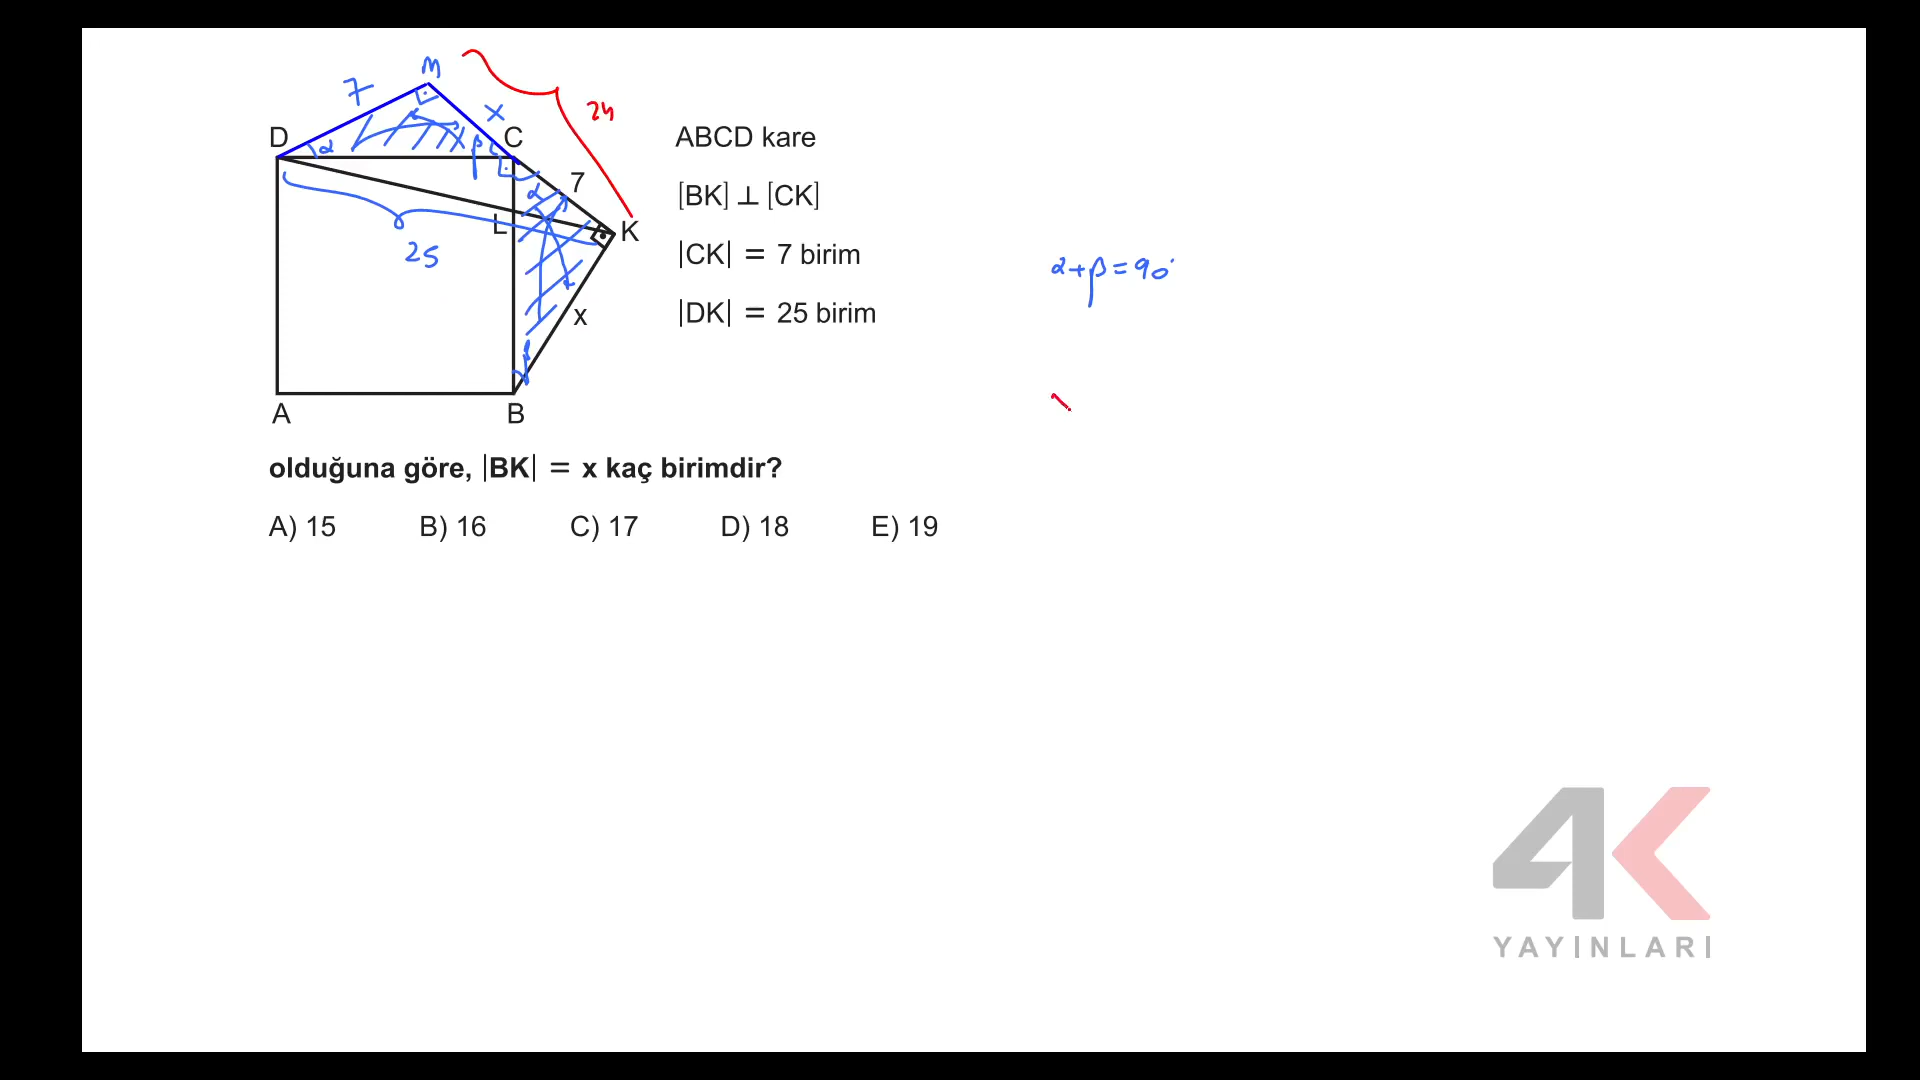 M
7
x
24
D
α
β
C
ABCD kare
7
α
[BK] ⊥ [CK]
L
K
25
|CK| = 7 birim
α+β=90°
x
|DK| = 25 birim
β
A
B
olduğuna göre, |BK| = x kaç birimdir?
A) 15 B) 16 C) 17 D) 18 E) 19
4K
YAYINLARI